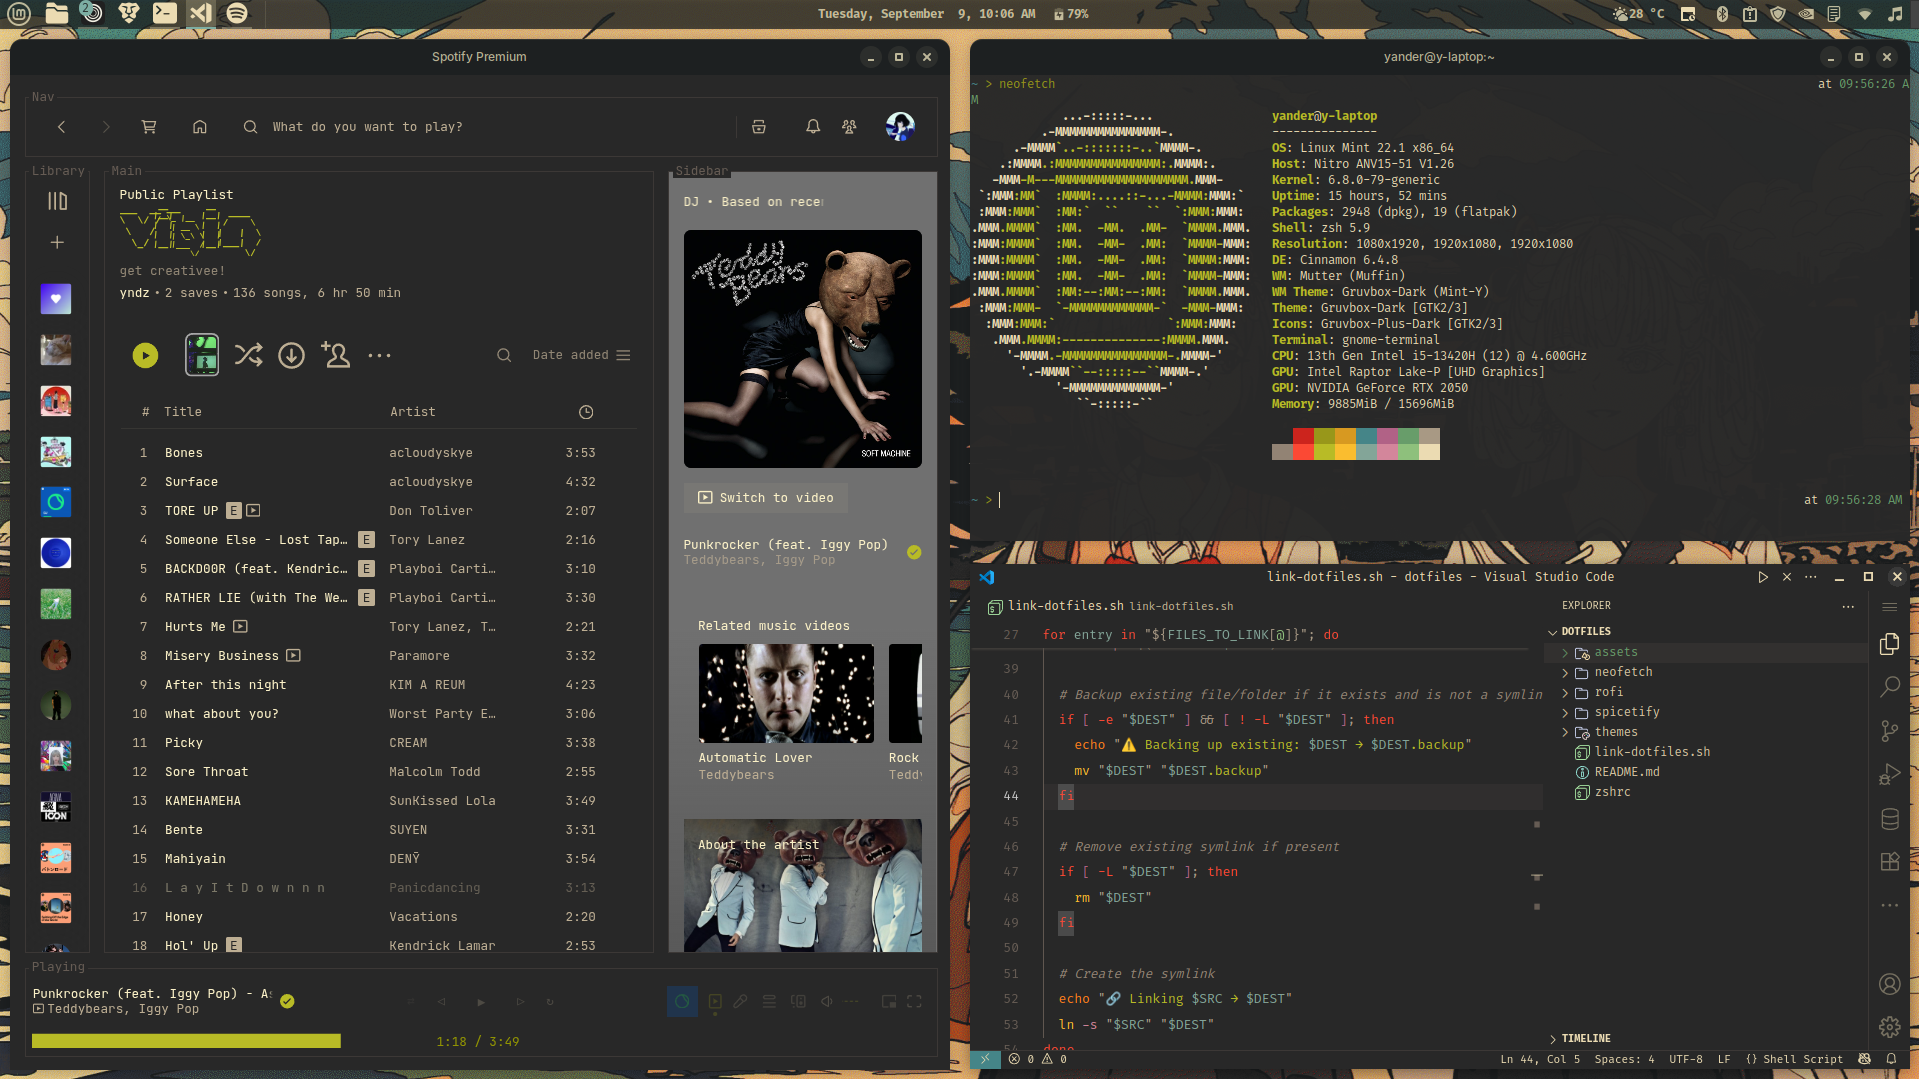 Tuesday, September  9, 10:06 AM
79%
28 °C
2
Spotify Premium
Nav
What do you want to play?
Library
Main
Public Playlist
get creativee!
yndz • 2 saves • 136 songs, 6 hr 50 min
Date added
# Title Artist
1 Bones acloudyskye 3:53
2 Surface acloudyskye 4:32
3 TORE UP E Don Toliver 2:07
4 Someone Else - Lost Tap… E Tory Lanez 2:16
5 BACKD00R (feat. Kendric… E Playboi Carti… 3:10
6 RATHER LIE (with The We… E Playboi Carti… 3:30
7 Hurts Me Tory Lanez, T… 2:21
8 Misery Business Paramore 3:32
9 After this night KIM A REUM 4:23
10 what about you? Worst Party E… 3:06
11 Picky CREAM 3:38
12 Sore Throat Malcolm Todd 2:55
13 KAMEHAMEHA SunKissed Lola 3:49
14 Bente SUYEN 3:31
15 Mahiyain DENȲ 3:54
16 L a y I t D o w n n n n Panicdancing 3:13
17 Honey Vacations 2:20
18 Hol' Up E Kendrick Lamar 2:53
ICON
Sidebar
DJ • Based on rece
Teddy Bears
SOFT MACHINE
Switch to video
Punkrocker (feat. Iggy Pop)
Teddybears, Iggy Pop
Related music videos
Automatic Lover
Teddybears
Rock
Teddy
About the artist
Playing
Punkrocker (feat. Iggy Pop) - As
Teddybears, Iggy Pop
1:18 / 3:49
yander@y-laptop:~
~ > neofetch at 09:56:26 A
M
yander@y-laptop
---------------
OS: Linux Mint 22.1 x86_64
Host: Nitro ANV15-51 V1.26
Kernel: 6.8.0-79-generic
Uptime: 15 hours, 52 mins
Packages: 2948 (dpkg), 19 (flatpak)
Shell: zsh 5.9
Resolution: 1080x1920, 1920x1080, 1920x1080
DE: Cinnamon 6.4.8
WM: Mutter (Muffin)
WM Theme: Gruvbox-Dark (Mint-Y)
Theme: Gruvbox-Dark [GTK2/3]
Icons: Gruvbox-Plus-Dark [GTK2/3]
Terminal: gnome-terminal
CPU: 13th Gen Intel i5-13420H (12) @ 4.600GHz
GPU: Intel Raptor Lake-P [UHD Graphics]
GPU: NVIDIA GeForce RTX 2050
Memory: 9885MiB / 15696MiB
~ > at 09:56:28 AM
link-dotfiles.sh - dotfiles - Visual Studio Code
link-dotfiles.sh link-dotfiles.sh
27 for entry in "${FILES_TO_LINK[@]}"; do
39
40 # Backup existing file/folder if it exists and is not a symlin
41 if [ -e "$DEST" ] && [ ! -L "$DEST" ]; then
42 echo "⚠️ Backing up existing: $DEST → $DEST.backup"
43 mv "$DEST" "$DEST.backup"
44 fi
45
46 # Remove existing symlink if present
47 if [ -L "$DEST" ]; then
48 rm "$DEST"
49 fi
50
51 # Create the symlink
52 echo "🔗 Linking $SRC → $DEST"
53 ln -s "$SRC" "$DEST"
54 done
EXPLORER
DOTFILES
assets
neofetch
rofi
spicetify
themes
link-dotfiles.sh
README.md
zshrc
TIMELINE
0 0
Ln 44, Col 5 Spaces: 4 UTF-8 LF {} Shell Script